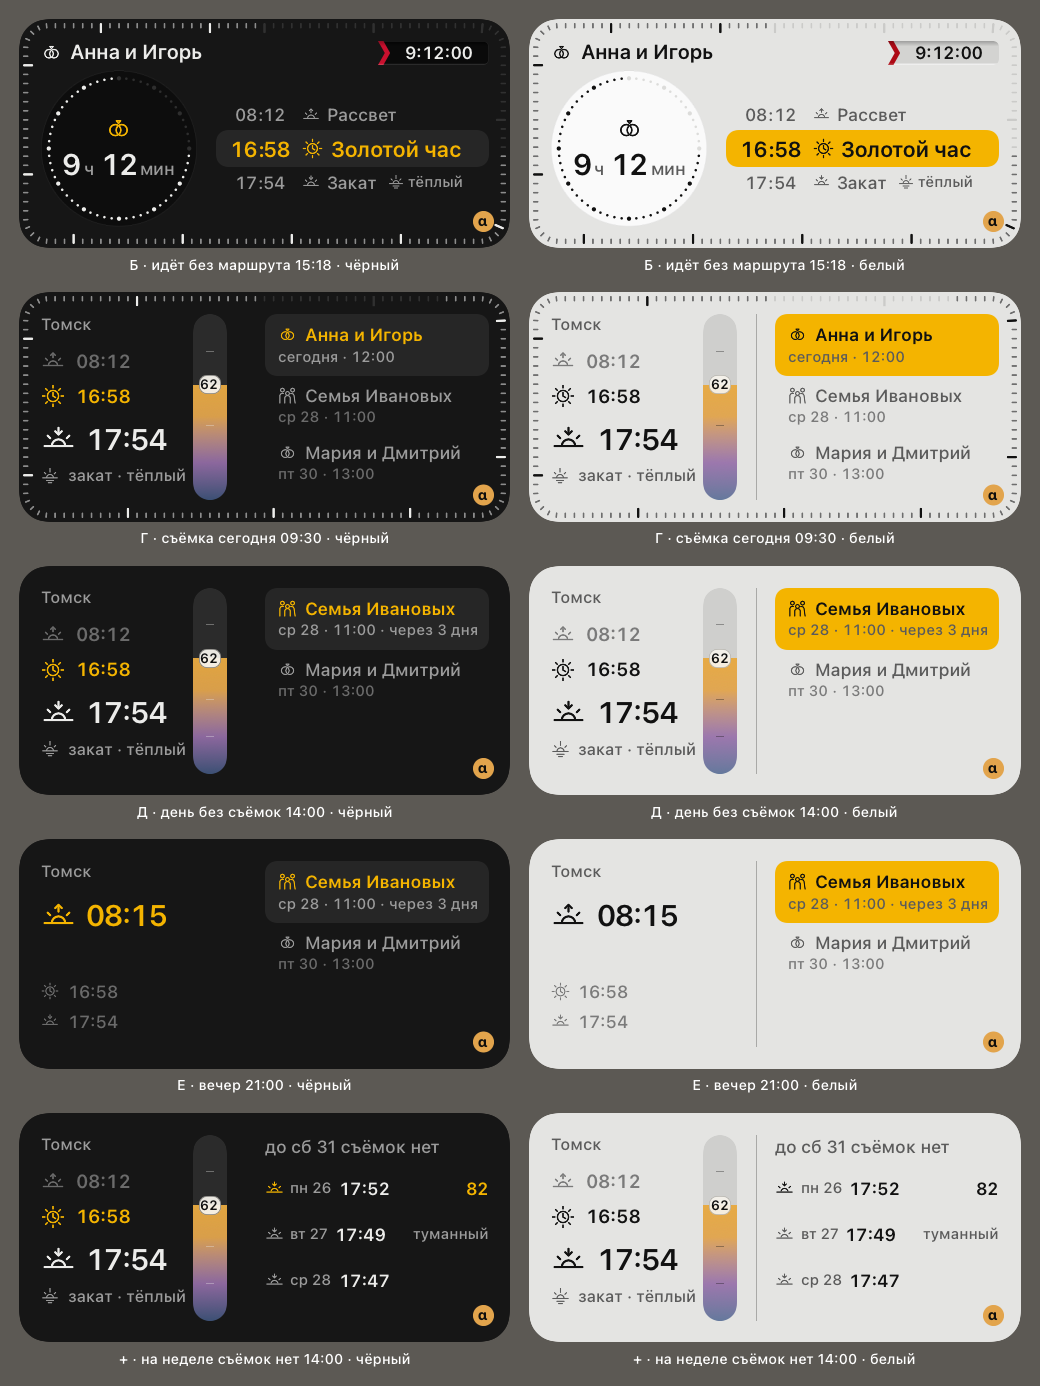 Анна и Игорь
9:12:00
9 ч 12 мин
08:12 Рассвет
16:58 Золотой час
17:54 Закат тёплый
α
Б · идёт без маршрута 15:18 · чёрный
Анна и Игорь
9:12:00
9 ч 12 мин
08:12 Рассвет
16:58 Золотой час
17:54 Закат тёплый
α
Б · идёт без маршрута 15:18 · белый
Томск
08:12
16:58
17:54
закат · тёплый
62
Анна и Игорь
сегодня · 12:00
Семья Ивановых
ср 28 · 11:00
Мария и Дмитрий
пт 30 · 13:00
α
Г · съёмка сегодня 09:30 · чёрный
Томск
08:12
16:58
17:54
закат · тёплый
62
Анна и Игорь
сегодня · 12:00
Семья Ивановых
ср 28 · 11:00
Мария и Дмитрий
пт 30 · 13:00
α
Г · съёмка сегодня 09:30 · белый
Томск
08:12
16:58
17:54
закат · тёплый
62
Семья Ивановых
ср 28 · 11:00 · через 3 дня
Мария и Дмитрий
пт 30 · 13:00
α
Д · день без съёмок 14:00 · чёрный
Томск
08:12
16:58
17:54
закат · тёплый
62
Семья Ивановых
ср 28 · 11:00 · через 3 дня
Мария и Дмитрий
пт 30 · 13:00
α
Д · день без съёмок 14:00 · белый
Томск
08:15
16:58
17:54
Семья Ивановых
ср 28 · 11:00 · через 3 дня
Мария и Дмитрий
пт 30 · 13:00
α
Е · вечер 21:00 · чёрный
Томск
08:15
16:58
17:54
Семья Ивановых
ср 28 · 11:00 · через 3 дня
Мария и Дмитрий
пт 30 · 13:00
α
Е · вечер 21:00 · белый
Томск
08:12
16:58
17:54
закат · тёплый
62
до сб 31 съёмок нет
пн 26 17:52 82
вт 27 17:49 туманный
ср 28 17:47
α
+ · на неделе съёмок нет 14:00 · чёрный
Томск
08:12
16:58
17:54
закат · тёплый
62
до сб 31 съёмок нет
пн 26 17:52 82
вт 27 17:49 туманный
ср 28 17:47
α
+ · на неделе съёмок нет 14:00 · белый